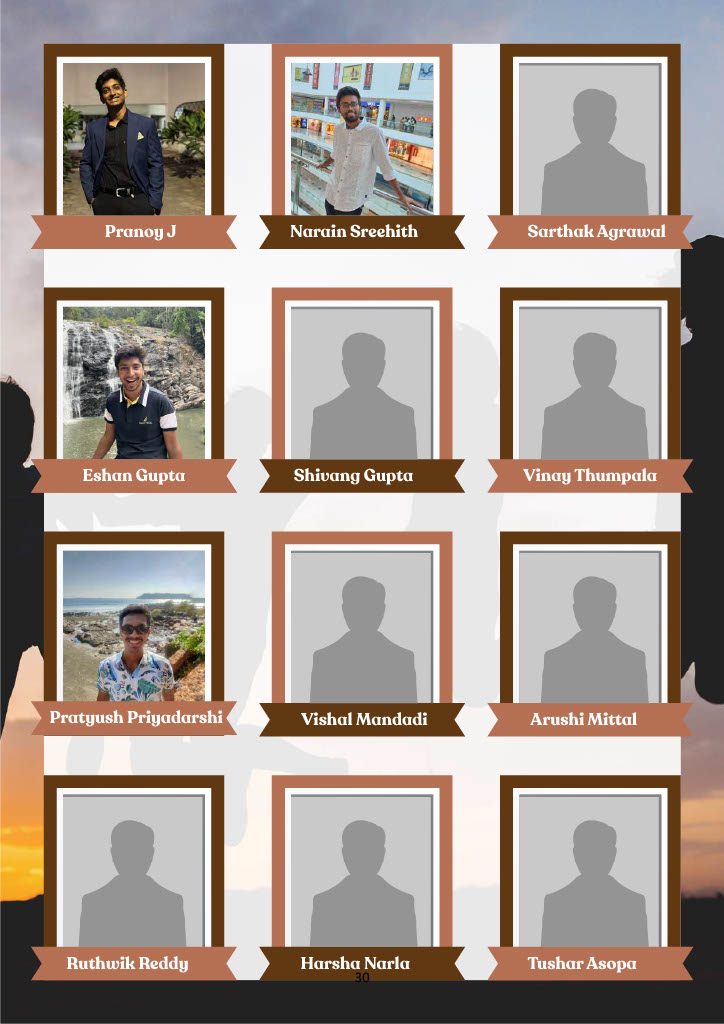 Pranoy J
Narain Sreehith
Sarthak Agrawal
Eshan Gupta
Shivang Gupta
Vinay Thumpala
Pratyush Priyadarshi
Vishal Mandadi
Arushi Mittal
Ruthwik Reddy
Harsha Narla
Tushar Asopa
30